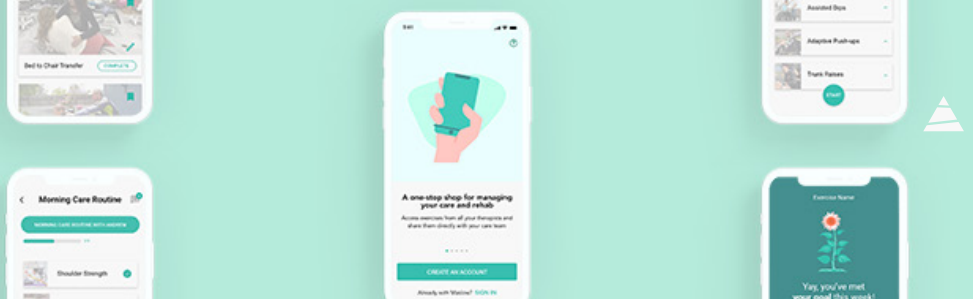 Bed to Chair Transfer
COMPLETE
Morning Care Routine
MORNING CARE ROUTINE WITH ANDREW
Shoulder Strength
9:41
A one-stop shop for managing
your care and rehab
Access exercises from all your therapists and
share them directly with your care team
CREATE AN ACCOUNT
SIGN IN
Assisted Dips
Adaptive Push-ups
Trunk Raises
START
Exercise Name
Yay, you've met
your goal this week!